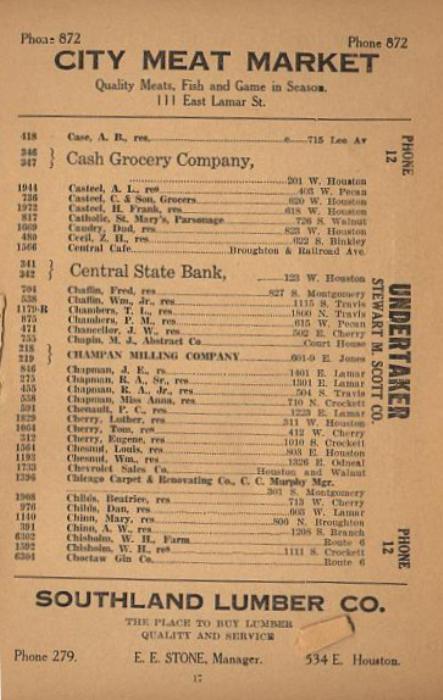 Phone 872 Phone 872
CITY MEAT MARKET
Quality Meats, Fish and Game in Season.
111 East Lamar St.
418 Case, A. B., res. 715 Lee Av
346
347 } Cash Grocery Company,
201 W. Houston
1944 Casteel, A. L., res 403 W. Pecan
736 Casteel, C. & Son, Grocers 620 W. Houston
1972 Casteel, H. Frank, res. 618 W. Houston
817 Catholic, St. Mary's, Parsonage 726 S. Walnut
1069 Caudry, Dud, res 823 W. Houston
480 Cecil, Z. H., res 622 S. Binkley
1566 Central Cafe Broughton & Railroad Ave.
341
342 } Central State Bank, 123 W. Houston
704 Chaffin, Fred, res 827 S. Montgomery
538 Chaffin, Wm., Jr., res 1115 S. Travis
1179-R Chambers, T. L., res 1800 N. Travis
875 Chambers, P. M., res 615 W. Pecan
471 Chancellor, J. W., res 502 E. Cherry
755 Chapin, M. J., Abstract Co. Court House
218
219 } CHAMPAN MILLING COMPANY 601-9 E. Jones
846 Chapman, J. E., rs 1401 E. Lamar
275 Chapman, R. A., Sr., res 1301 E. Lamar
455 Chapman, R. A., Jr., res 504 S. Travis
558 Chapman, Miss Anna, res 710 N. Crockett
591 Chenault, P. C., res 1223 E. Lamar
1829 Cherry, Luther, res 311 W. Houston
1064 Cherry, Tom, res 412 W. Cherry
312 Cherry, Eugene, res 1010 S. Crockett
1564 Chesnut, Louis, res 803 E. Houston
1192 Chesnut, Wm., res 1326 E. Odneal
1733 Chevrolet Sales Co. Houston and Walnut
1396 Chicago Carpet & Renovating Co., C. C. Murphy Mgr.
301 S. Montgomery
1908 Childs, Beatrice, res 715 W. Cherry
976 Childs, Dan, res 603 W. Lamar
1140 Chinn, Mary, res 800 N. Broughton
391 Chinn, A. W., res 1208 S. Branch
6302 Chisholm, W. H., Farm Route 6
1592 Chisholm, W. H., res 1111 S. Crockett
6304 Choctaw Gin Co. Route 6
PHONE
12
UNDERTAKER
STEWART M. SCOTT CO.
PHONE
12
SOUTHLAND LUMBER CO.
THE PLACE TO BUY LUMBER
QUALITY AND SERVICE
Phone 279. E. E. STONE, Manager. 534 E. Houston.
17